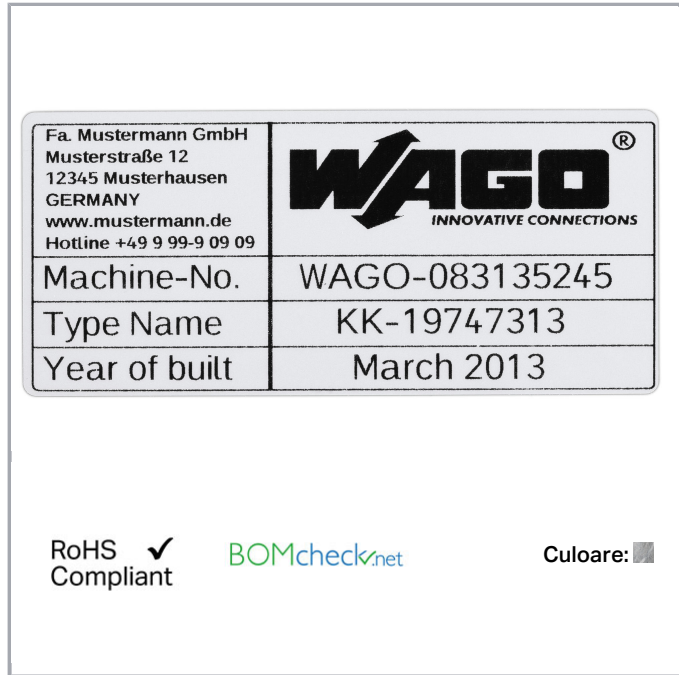 Fa. Mustermann GmbH
Musterstraße 12
12345 Musterhausen
GERMANY
www.mustermann.de
Hotline +49 9 99-9 09 09
WAGO®
INNOVATIVE CONNECTIONS
Machine-No. WAGO-083135245
Type Name KK-19747313
Year of built March 2013
RoHS ✓
Compliant
BOMcheck.net
Culoare: